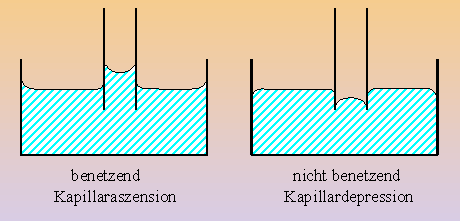 benetzend
Kapillaraszension
nicht benetzend
Kapillardepression